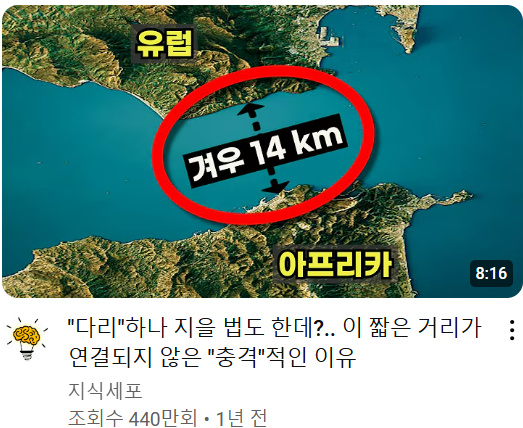 유럽
겨우 14 km
아프리카
8:16
"다리"하나 지을 법도 한데?.. 이 짧은 거리가
연결되지 않은 "충격"적인 이유
지식세포
조회수 440만회 • 1년 전